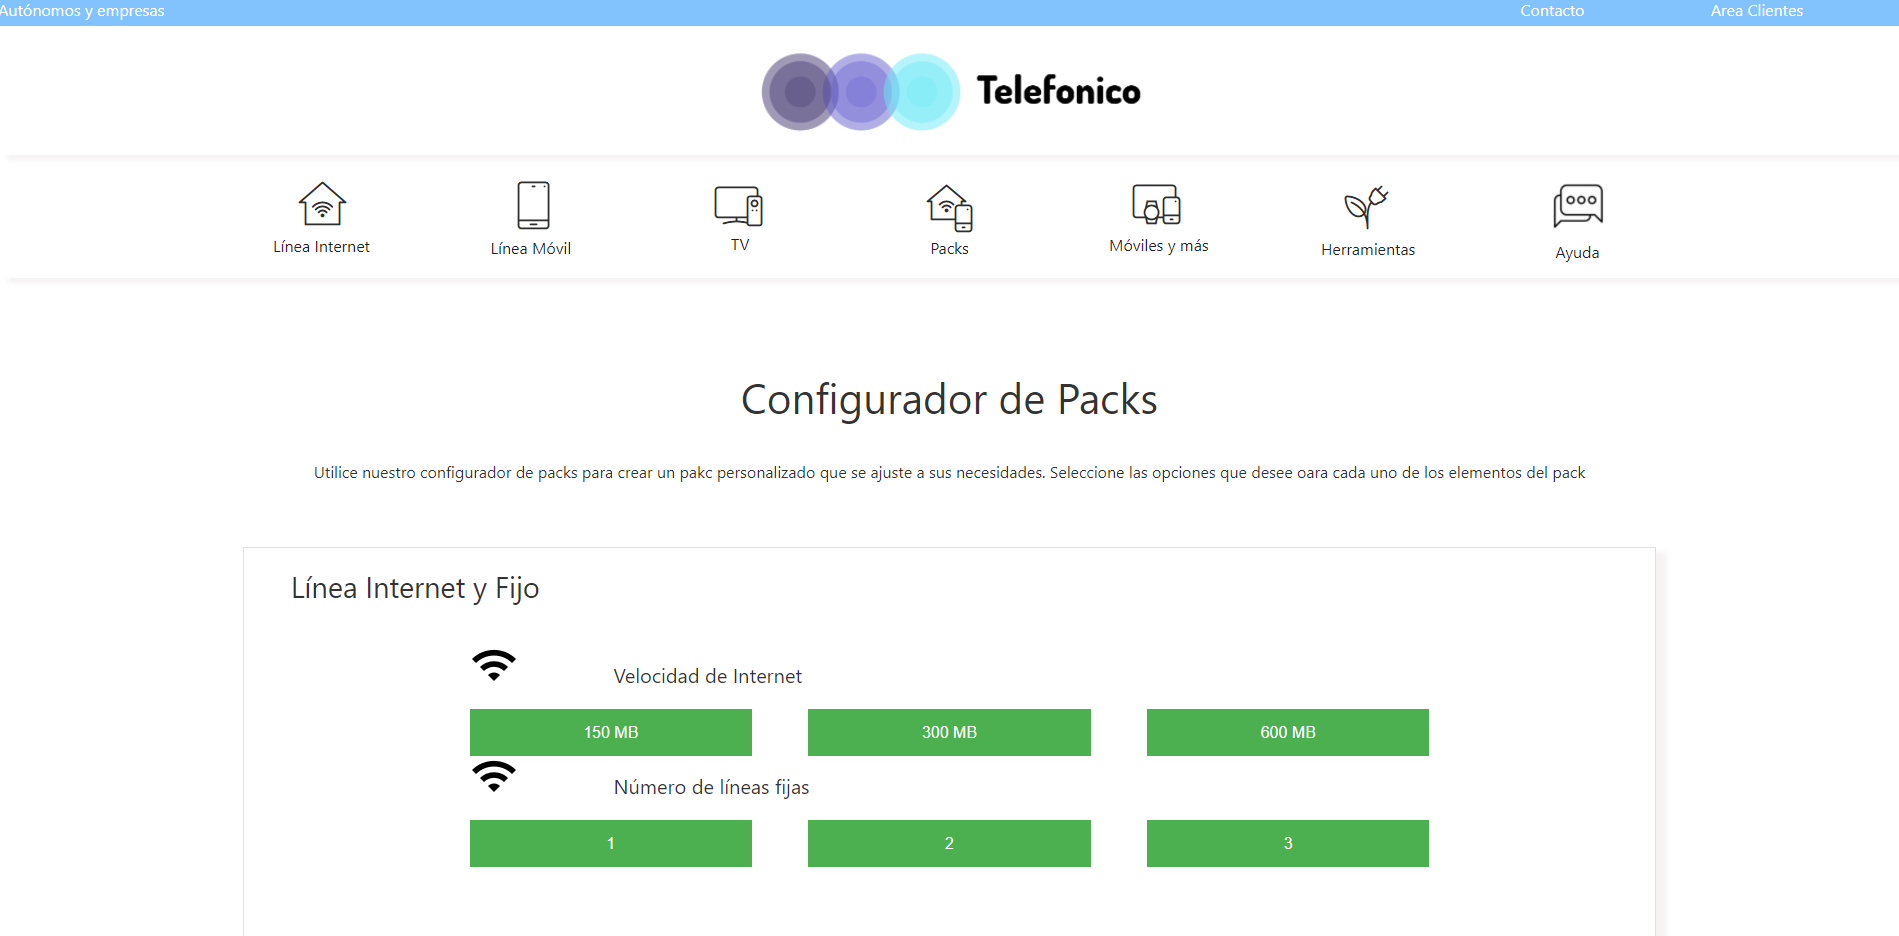 Autónomos y empresas
Contacto
Area Clientes
Telefonico
Línea Internet
Línea Móvil
TV
Packs
Móviles y más
Herramientas
Ayuda
Configurador de Packs
Utilice nuestro configurador de packs para crear un pakc personalizado que se ajuste a sus necesidades. Seleccione las opciones que desee oara cada uno de los elementos del pack
Línea Internet y Fijo
Velocidad de Internet
150 MB
300 MB
600 MB
Número de líneas fijas
1
2
3